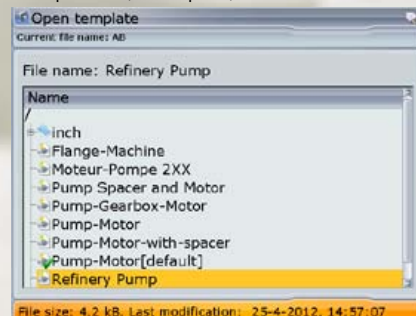 Open template
Current file name: AB
File name: Refinery Pump
Name
/
inch
Flange-Machine
Moteur-Pompe 2XX
Pump Spacer and Motor
Pump-Gearbox-Motor
Pump-Motor
Pump-Motor-with-spacer
Pump-Motor[default]
Refinery Pump
File size: 4.2 kB, Last modification: 25-4-2012, 14:57:07